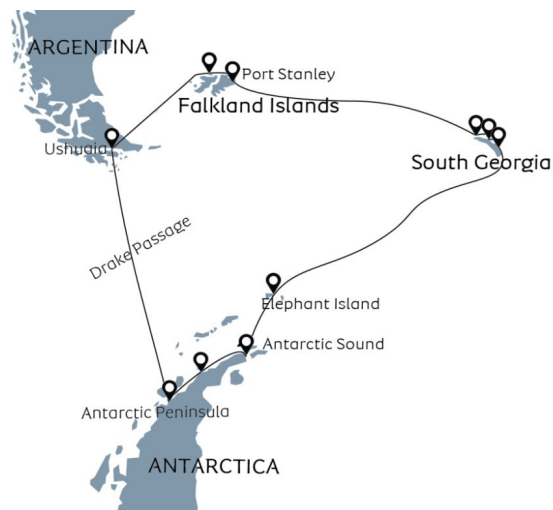 ARGENTINA
Port Stanley
Falkland Islands
Ushuaia
South Georgia
Drake Passage
Elephant Island
Antarctic Sound
Antarctic Peninsula
ANTARCTICA